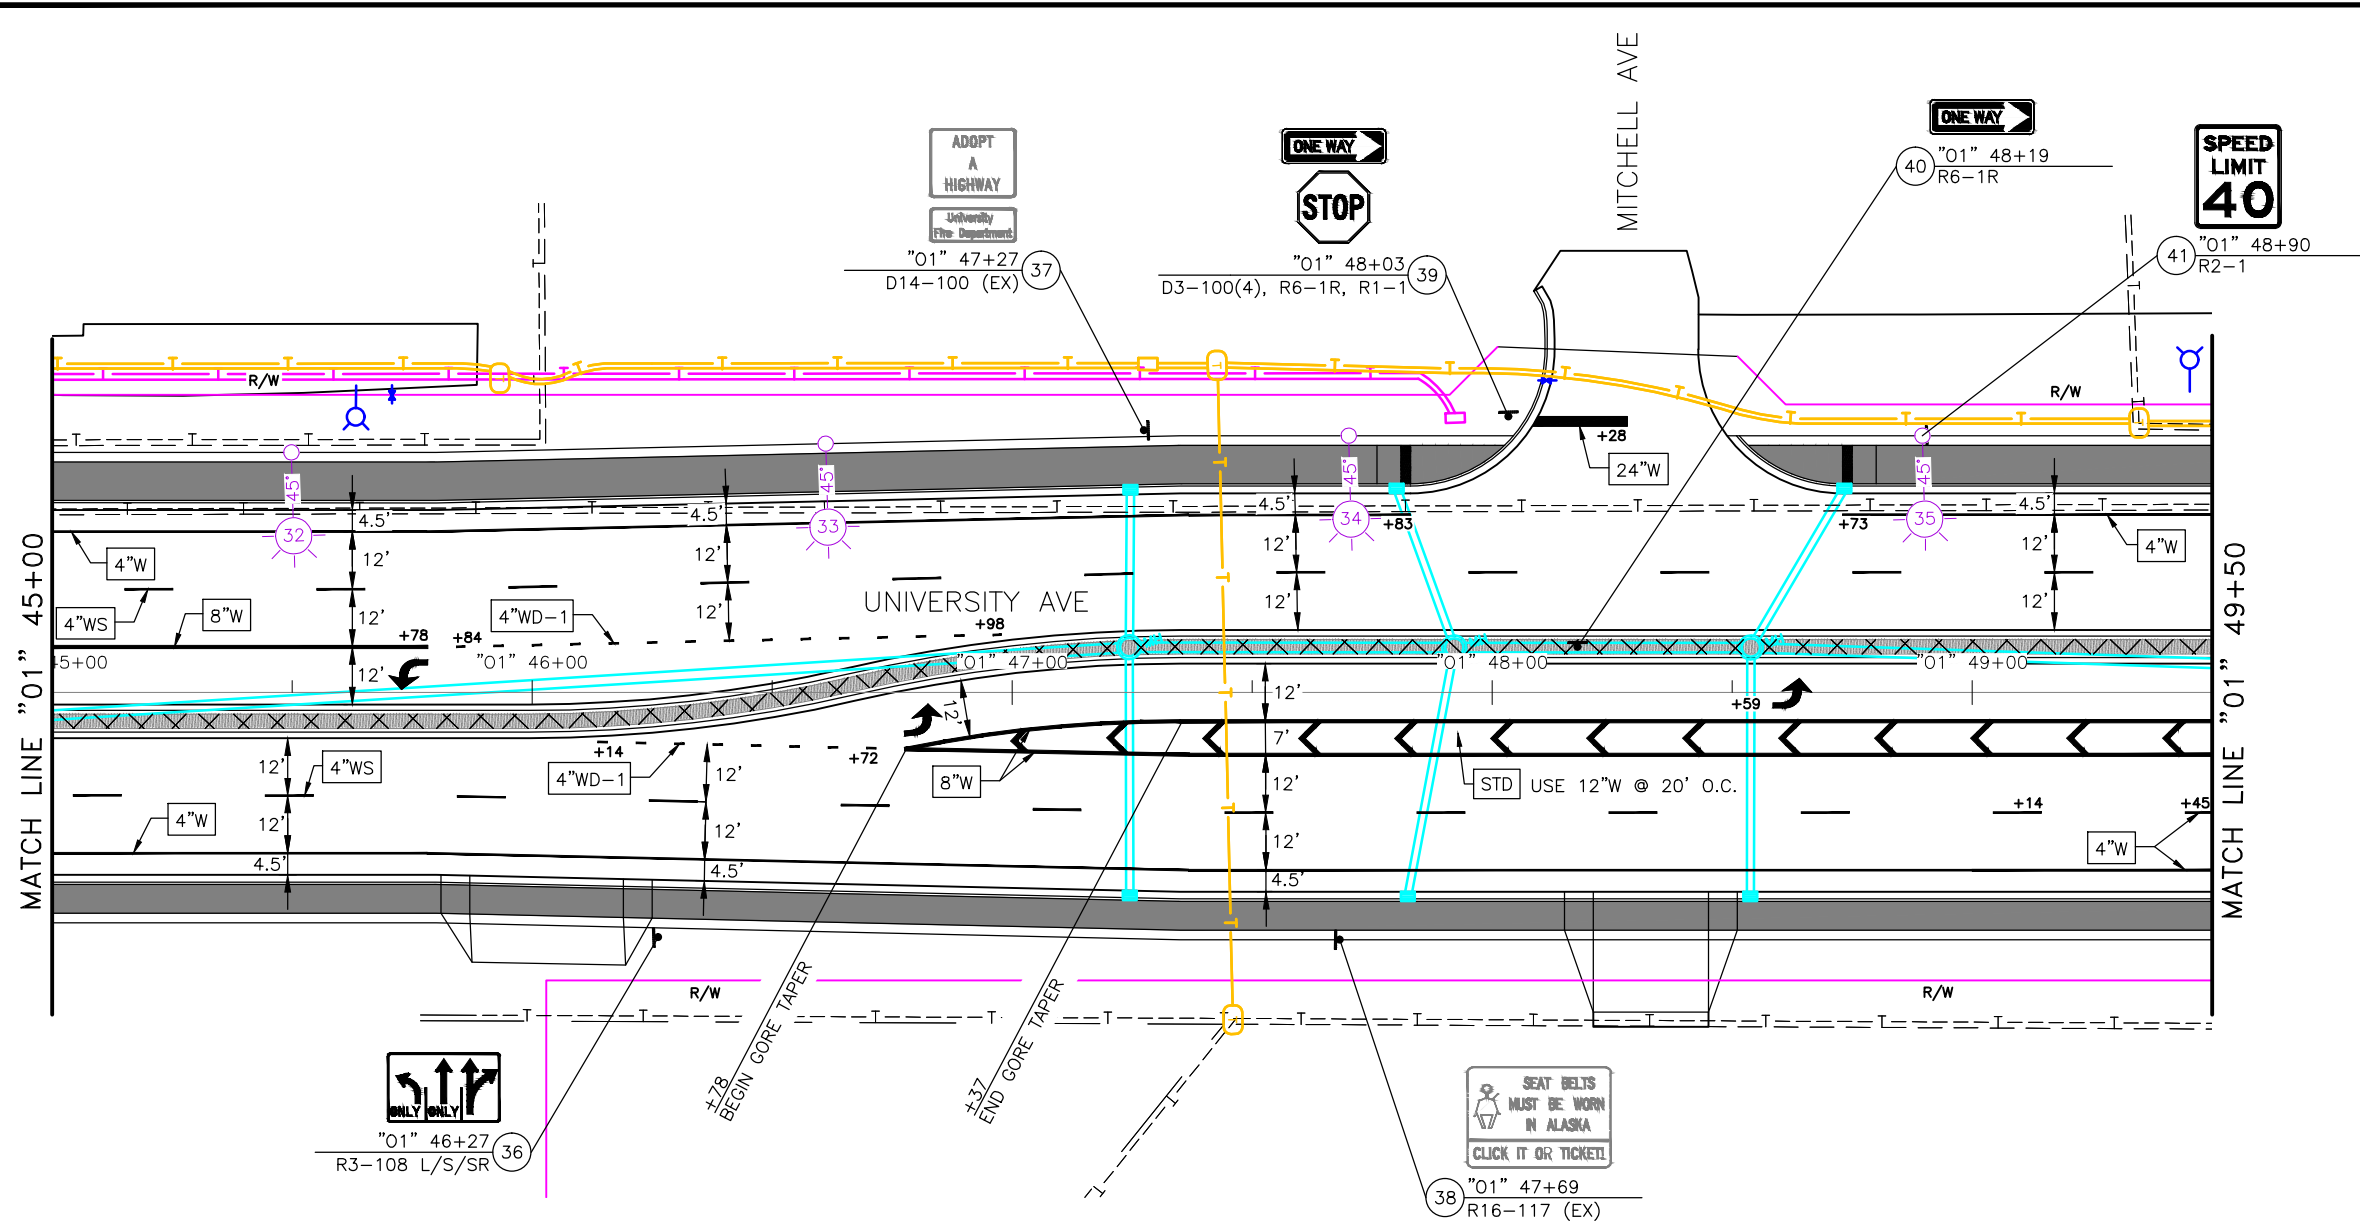 MITCHELL AVE
ADOPT
A
HIGHWAY
University
Fire Department
"01" 47+27
D14-100 (EX)
37
ONE WAY
STOP
"01" 48+03
D3-100(4), R6-1R, R1-1
39
ONE WAY
40
"01" 48+19
R6-1R
SPEED
LIMIT
40
41
"01" 48+90
R2-1
R/W
R/W
+28
24"W
45°
45°
45°
45°
32
33
34
35
4.5'
4.5'
4.5'
4.5'
+83
+73
12'
12'
12'
12'
4"W
4"W
4"WS
8"W
12'
12'
12'
12'
4"WD-1
UNIVERSITY AVE
+78
+84
+98
45+00
"01" 46+00
"01" 47+00
"01" 48+00
"01" 49+00
12'
12'
12'
+59
7'
+14
+72
4"WD-1
4"WS
12'
12'
12'
8"W
STD
USE 12"W @ 20' O.C.
+14
+45
4"W
12'
12'
12'
4"W
4.5'
4.5'
4.5'
MATCH LINE "01" 45+00
MATCH LINE "01" 49+50
R/W
R/W
+78
BEGIN GORE TAPER
+37
END GORE TAPER
ONLY ONLY
"01" 46+27
R3-108 L/S/SR
36
SEAT BELTS
MUST BE WORN
IN ALASKA
CLICK IT OR TICKET!
38
"01" 47+69
R16-117 (EX)
T